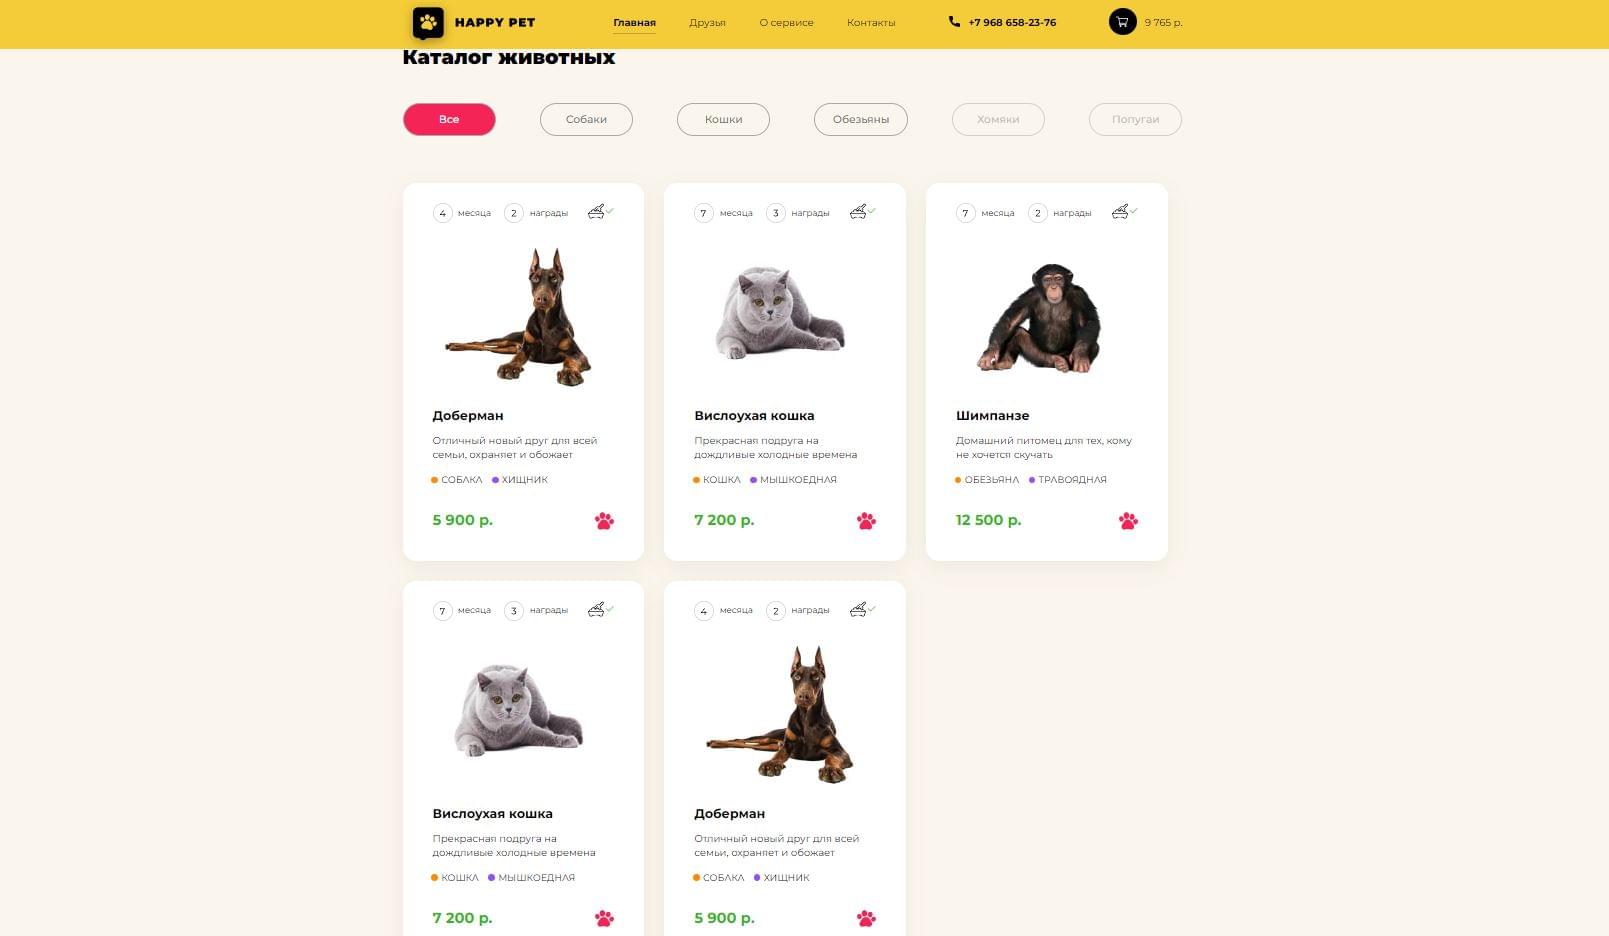 HAPPY PET
Главная
Друзья
О сервисе
Контакты
+7 968 658-23-76
9 765 р.
Каталог животных
Все
Собаки
Кошки
Обезьяны
Хомяки
Попугаи
4 месяца 2 награды
Доберман
Отличный новый друг для всей
семьи, охраняет и обожает
СОБАКА ХИЩНИК
5 900 р.
7 месяца 3 награды
Вислоухая кошка
Прекрасная подруга на
дождливые холодные времена
КОШКА МЫШКОЕДНАЯ
7 200 р.
7 месяца 2 награды
Шимпанзе
Домашний питомец для тех, кому
не хочется скучать
ОБЕЗЬЯНА ТРАВОЯДНАЯ
12 500 р.
7 месяца 3 награды
Вислоухая кошка
Прекрасная подруга на
дождливые холодные времена
КОШКА МЫШКОЕДНАЯ
7 200 р.
4 месяца 2 награды
Доберман
Отличный новый друг для всей
семьи, охраняет и обожает
СОБАКА ХИЩНИК
5 900 р.